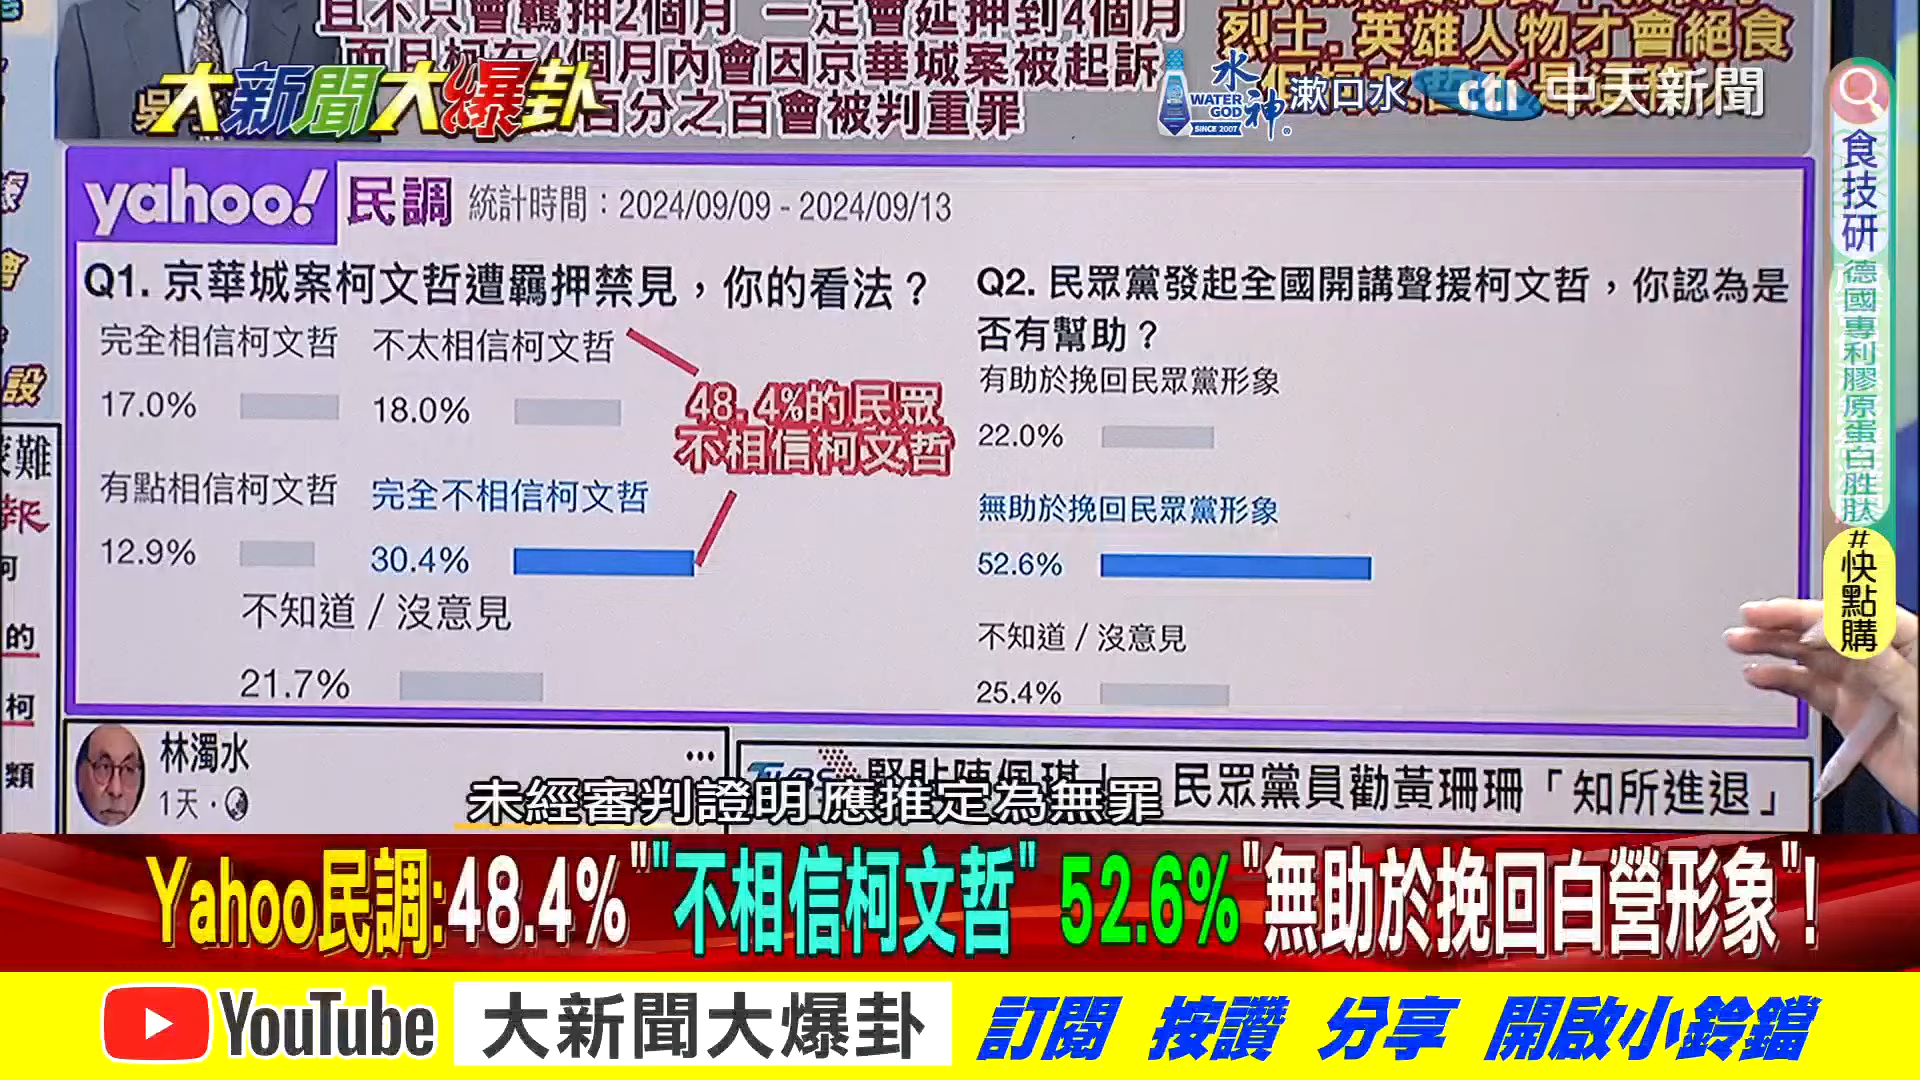 且不只會羈押2個月 一定會延押到4個月
個月內會因京華城案被起訴
百分之百會被判重罪
烈士.英雄人物才會絕食
大新聞大爆卦
水神
WATER GOD
SINCE 2007
漱口水
cti 中天新聞
食技研
德國專利膠原蛋白胜肽
#快點購
yahoo! 民調 統計時間：2024/09/09 - 2024/09/13
Q1. 京華城案柯文哲遭羈押禁見，你的看法？
完全相信柯文哲 不太相信柯文哲
17.0% 18.0%
48.4%的民眾
不相信柯文哲
有點相信柯文哲 完全不相信柯文哲
12.9% 30.4%
不知道 / 沒意見
21.7%
Q2. 民眾黨發起全國開講聲援柯文哲，你認為是
否有幫助？
有助於挽回民眾黨形象
22.0%
無助於挽回民眾黨形象
52.6%
不知道 / 沒意見
25.4%
設
難
報
的
柯
類
林濁水
1天 ·
民眾黨員勸黃珊珊「知所進退」
未經審判證明 應推定為無罪
Yahoo民調:48.4%""不相信柯文哲" 52.6%"無助於挽回白營形象"!
YouTube 大新聞大爆卦 訂閱 按讚 分享 開啟小鈴鐺